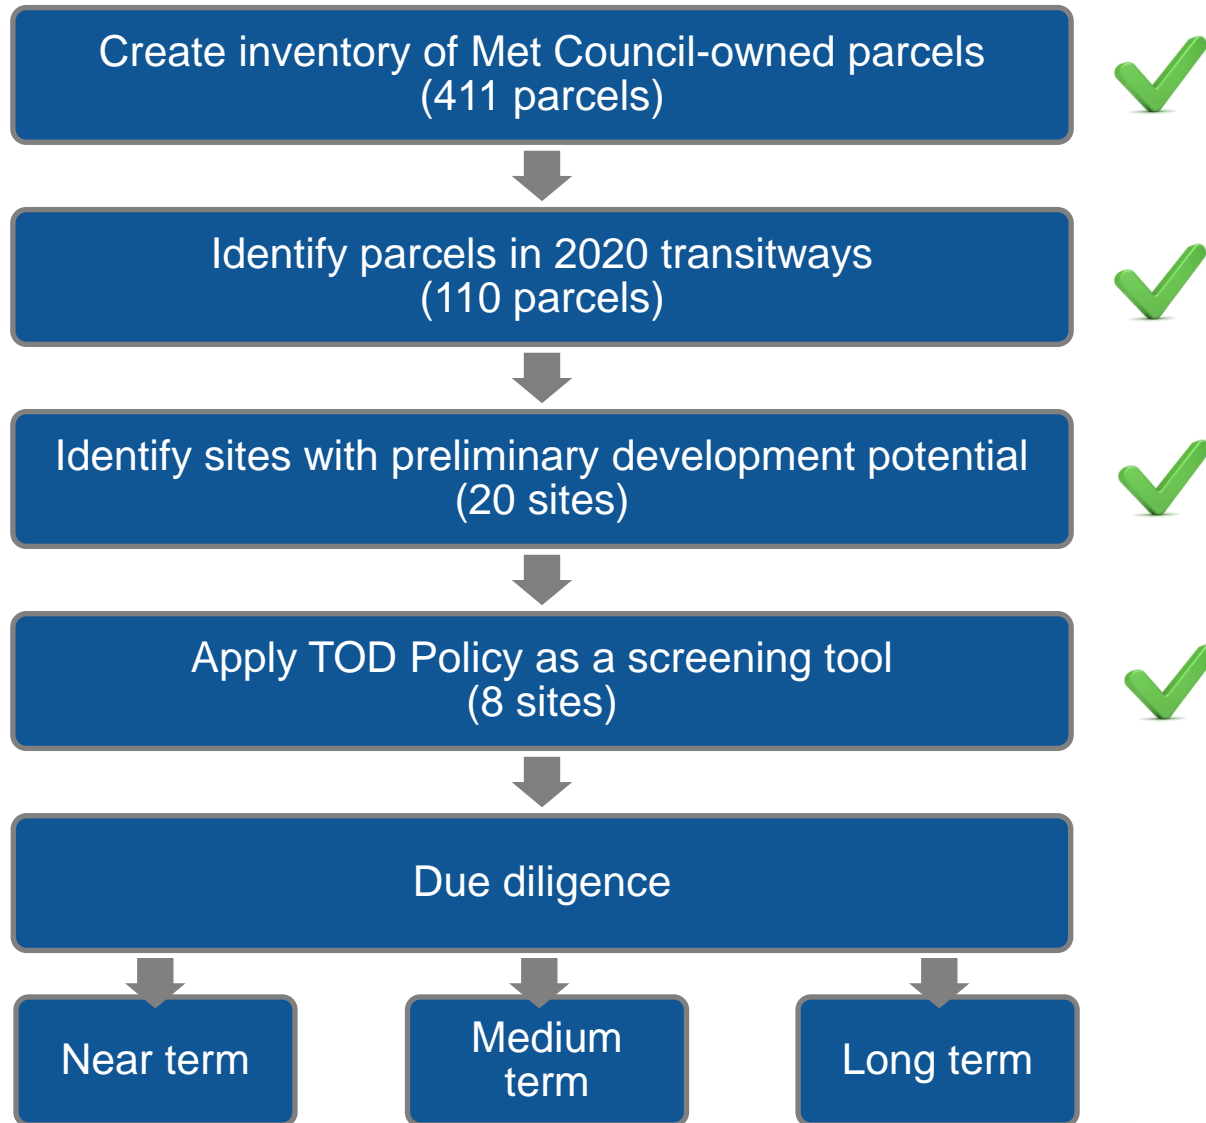 Create inventory of Met Council-owned parcels
(411 parcels)
Identify parcels in 2020 transitways
(110 parcels)
Identify sites with preliminary development potential
(20 sites)
Apply TOD Policy as a screening tool
(8 sites)
Due diligence
Near term
Medium
term
Long term